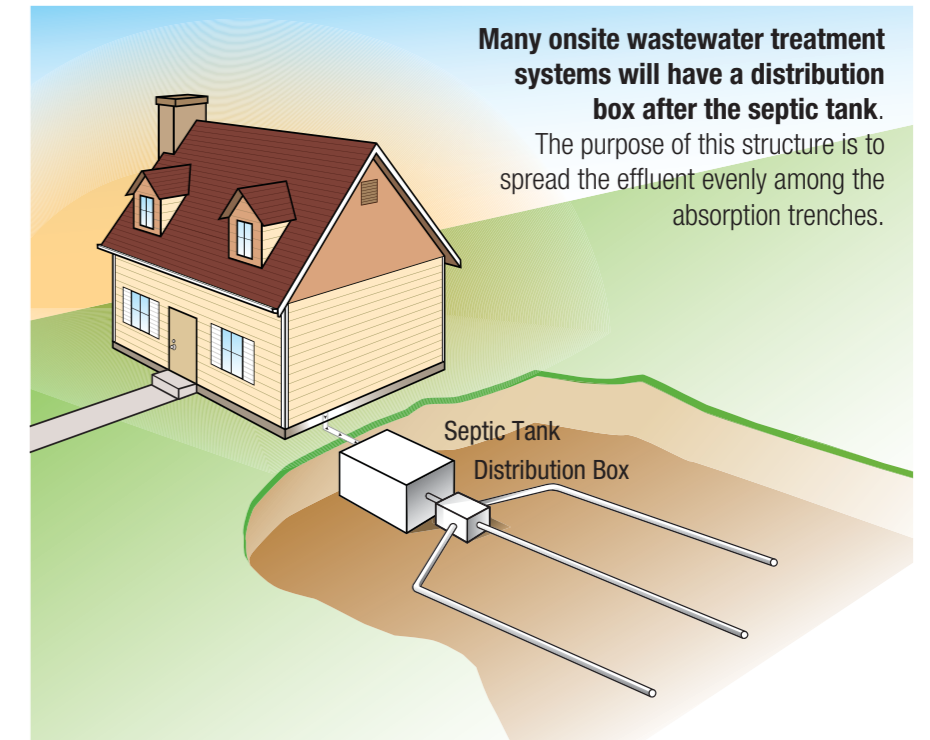 Many onsite wastewater treatment
systems will have a distribution
box after the septic tank.
The purpose of this structure is to
spread the effluent evenly among the
absorption trenches.
Septic Tank
Distribution Box